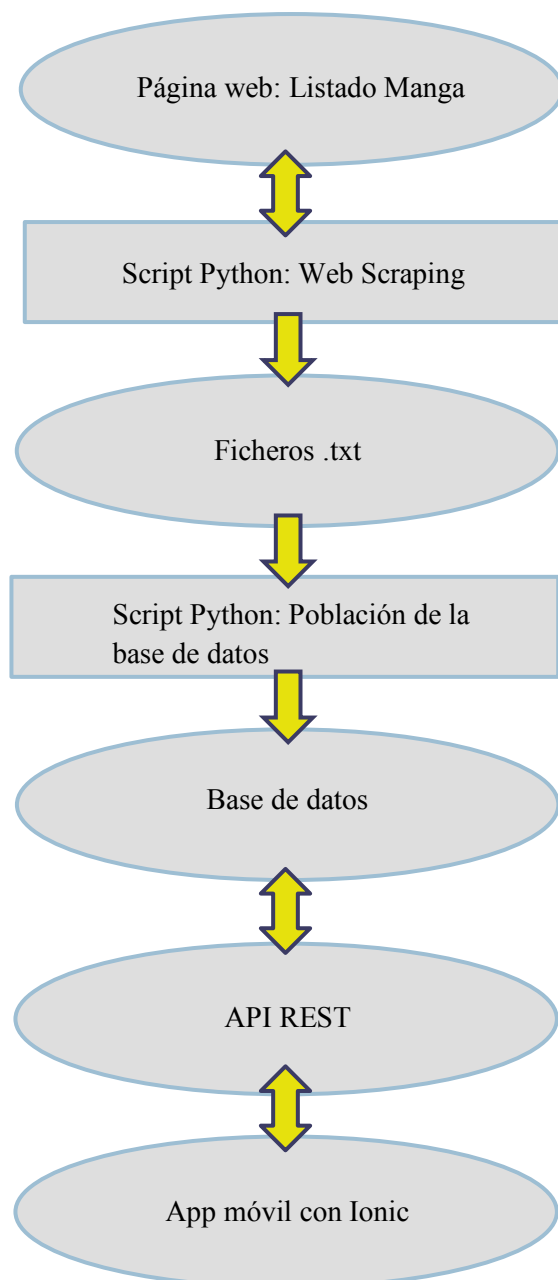 Página web: Listado Manga
Script Python: Web Scraping
Ficheros .txt
Script Python: Población de la
base de datos
Base de datos
API REST
App móvil con Ionic